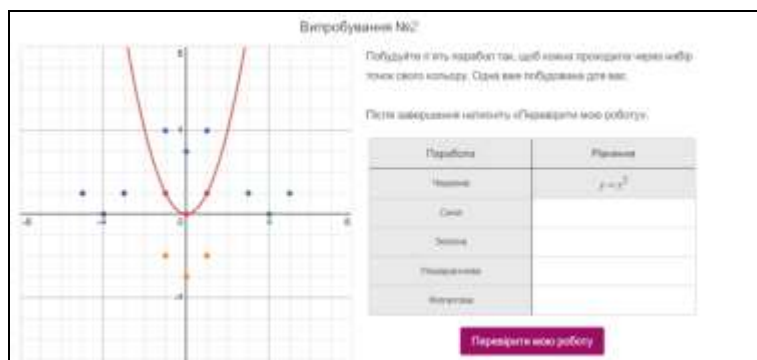 Випробування №2
Побудуйте п'ять парабол так, щоб кожна проходила через набір
точок свого кольору. Одна вже побудована для вас.
Після завершення натисніть «Перевірити мою роботу».
Парабола Рівняння
Червона y=x²
Синя
Зелена
Помаранчева
Перевірити мою роботу